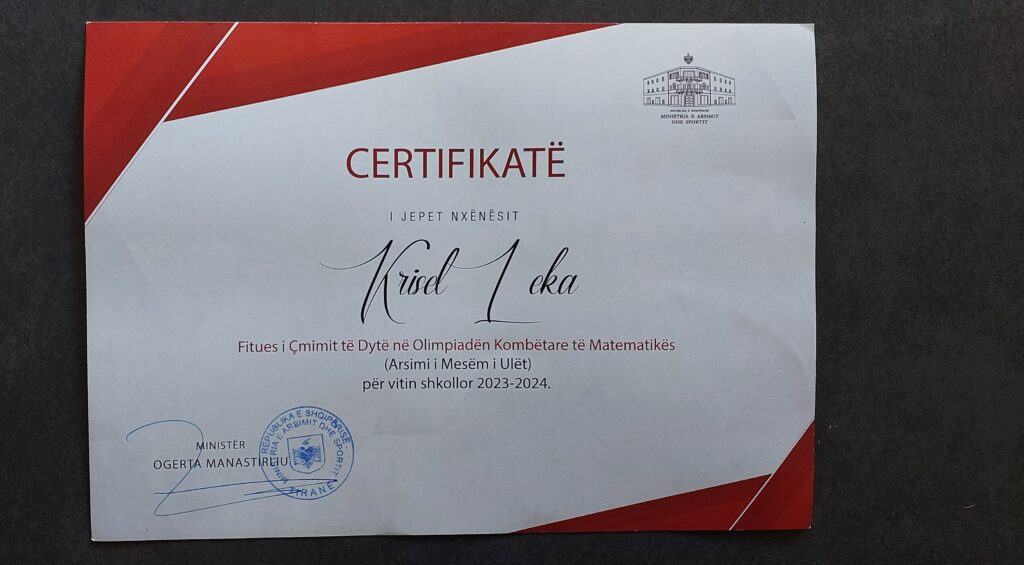 REPUBLIKA E SHQIPËRISË
MINISTRIA E ARSIMIT
DHE SPORTIT
CERTIFIKATË
I JEPET NXËNËSIT
Krisel Leka
Fitues i Çmimit të Dytë në Olimpiadën Kombëtare të Matematikës
(Arsimi i Mesëm i Ulët)
për vitin shkollor 2023-2024.
MINISTËR
OGERTA MANASTIRLIU
REPUBLIKA E SHQIPËRISË
MINISTRIA E ARSIMIT DHE SPORTIT
TIRANË